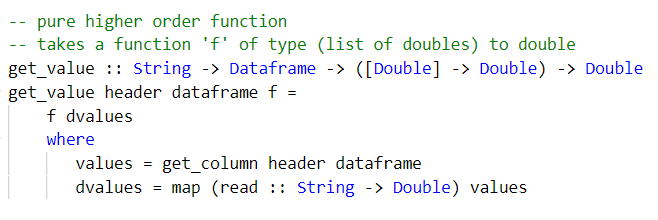 -- pure higher order function
-- takes a function 'f' of type (list of doubles) to double
get_value :: String -> Dataframe -> ([Double] -> Double) -> Double
get_value header dataframe f =
    f dvalues
    where
       values = get_column header dataframe
       dvalues = map (read :: String -> Double) values